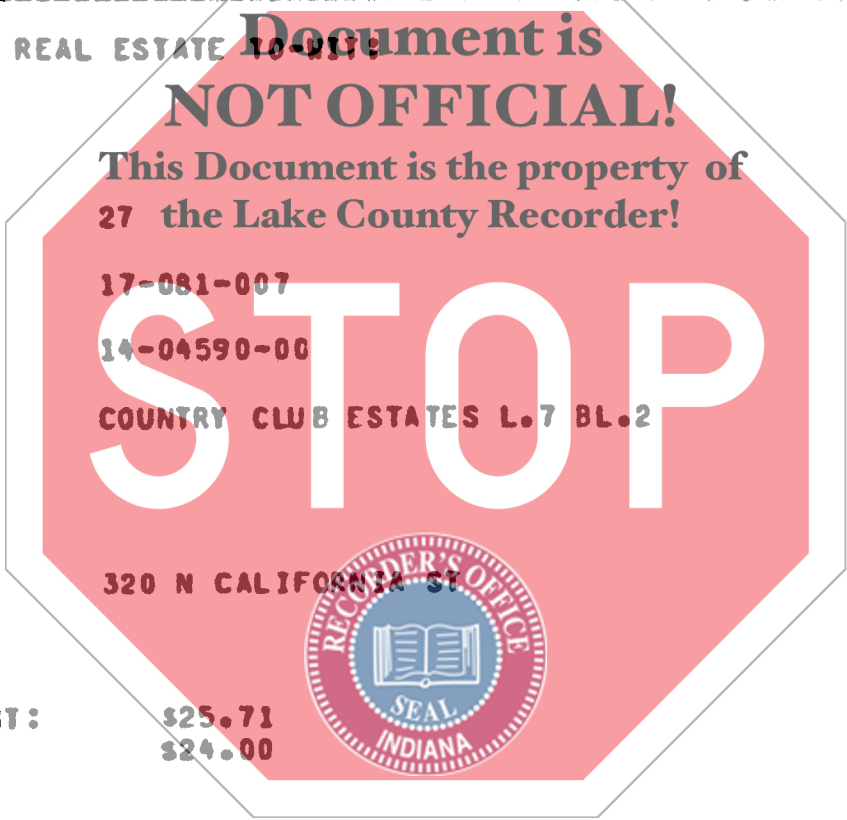 REAL ESTATE TO-WIT:
Document is
NOT OFFICIAL!
This Document is the property of
the Lake County Recorder!
27
17-081-007
STOP
14-04590-00
COUNTRY CLUB ESTATES L.7 BL.2
320 N CALIFORNIA ST
RECORDER'S OFFICE
SEAL
INDIANA
T: $25.71
$24.00